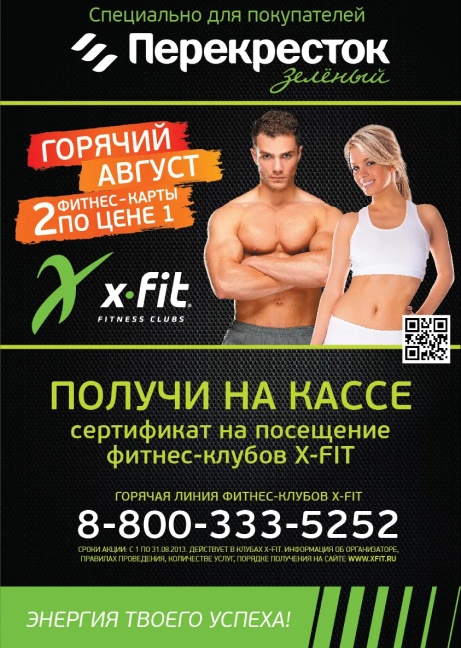 Специально для покупателей
Перекресток
Зелёный
ГОРЯЧИЙ
АВГУСТ
2 ФИТНЕС-КАРТЫ
ПО ЦЕНЕ 1
x·fit®
FITNESS CLUBS
ПОЛУЧИ НА КАССЕ
сертификат на посещение
фитнес-клубов X-FIT
ГОРЯЧАЯ ЛИНИЯ ФИТНЕС-КЛУБОВ X-FIT
8-800-333-5252
СРОКИ АКЦИИ: С 1 ПО 31.08.2013. ДЕЙСТВУЕТ В КЛУБАХ X-FIT. ИНФОРМАЦИЯ ОБ ОРГАНИЗАТОРЕ,
ПРАВИЛАХ ПРОВЕДЕНИЯ, КОЛИЧЕСТВЕ УСЛУГ, ПОРЯДКЕ ПОЛУЧЕНИЯ НА САЙТЕ WWW.XFIT.RU
ЭНЕРГИЯ ТВОЕГО УСПЕХА!